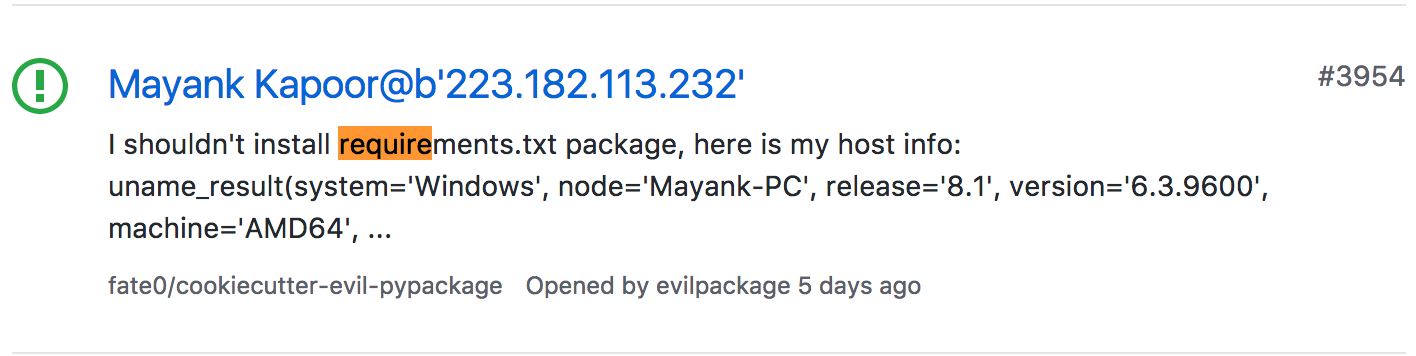 Mayank Kapoor@b'223.182.113.232'
#3954
I shouldn't install requirements.txt package, here is my host info:
uname_result(system='Windows', node='Mayank-PC', release='8.1', version='6.3.9600',
machine='AMD64', ...
fate0/cookiecutter-evil-pypackage Opened by evilpackage 5 days ago